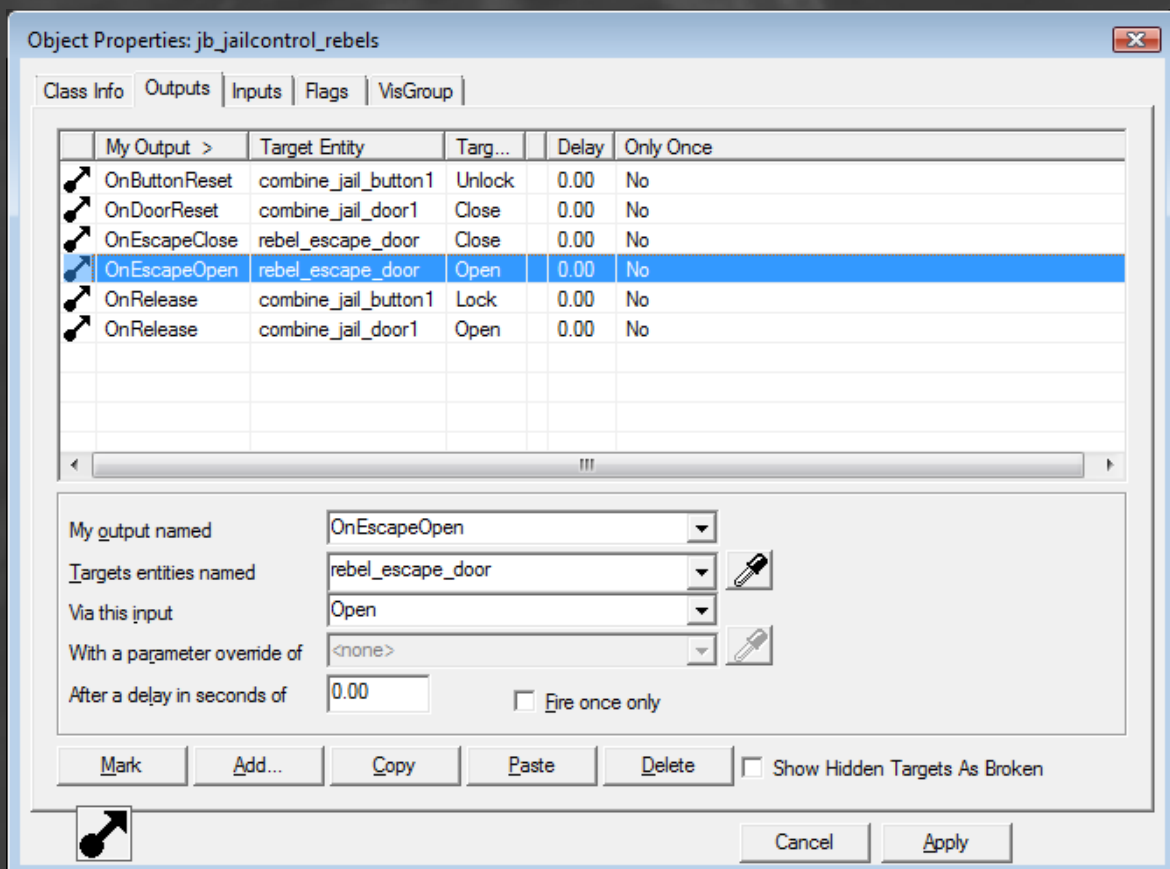 Object Properties: jb_jailcontrol_rebels
Class Info Outputs Inputs Flags VisGroup
My Output > Target Entity Targ... Delay Only Once
OnButtonReset combine_jail_button1 Unlock 0.00 No
OnDoorReset combine_jail_door1 Close 0.00 No
OnEscapeClose rebel_escape_door Close 0.00 No
OnEscapeOpen rebel_escape_door Open 0.00 No
OnRelease combine_jail_button1 Lock 0.00 No
OnRelease combine_jail_door1 Open 0.00 No
My output named OnEscapeOpen
Targets entities named rebel_escape_door
Via this input Open
With a parameter override of <none>
After a delay in seconds of 0.00 Fire once only
Mark Add... Copy Paste Delete Show Hidden Targets As Broken
Cancel Apply